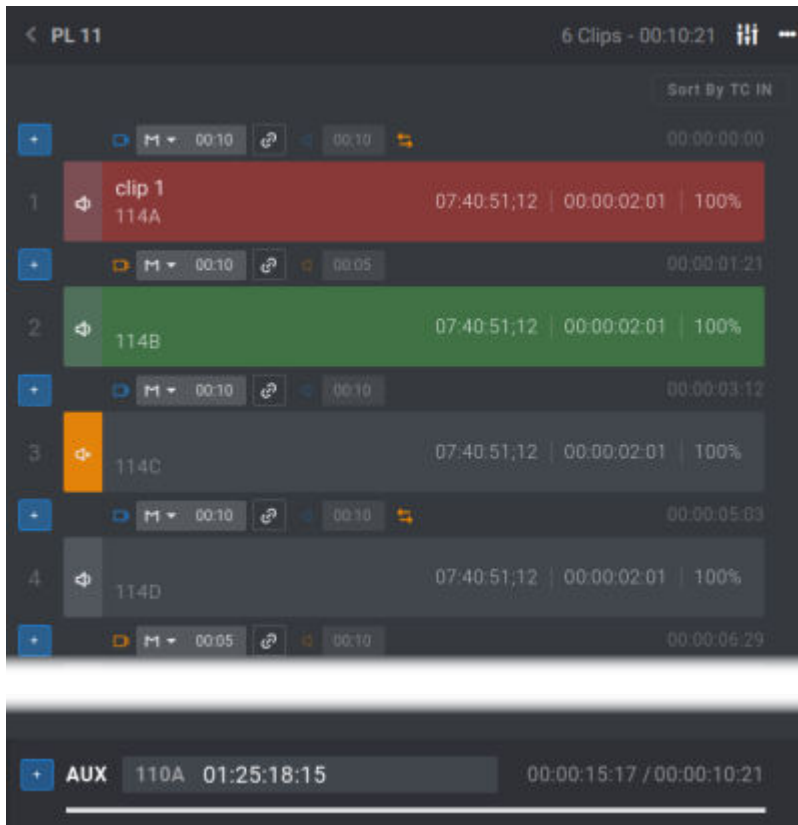 PL 11 6 Clips - 00:10:21
Sort By TC IN
+ M 00:10 00:10 00:00:00:00
1 clip 1 07:40:51;12 00:00:02:01 100%
114A
+ M 00:10 00:05 00:00:01:21
2 114B 07:40:51;12 00:00:02:01 100%
+ M 00:10 00:10 00:00:03:12
3 114C 07:40:51;12 00:00:02:01 100%
+ M 00:10 00:10 00:00:05:03
4 114D 07:40:51;12 00:00:02:01 100%
+ M 00:05 00:10 00:00:06:29
+ AUX 110A 01:25:18:15 00:00:15:17 / 00:00:10:21